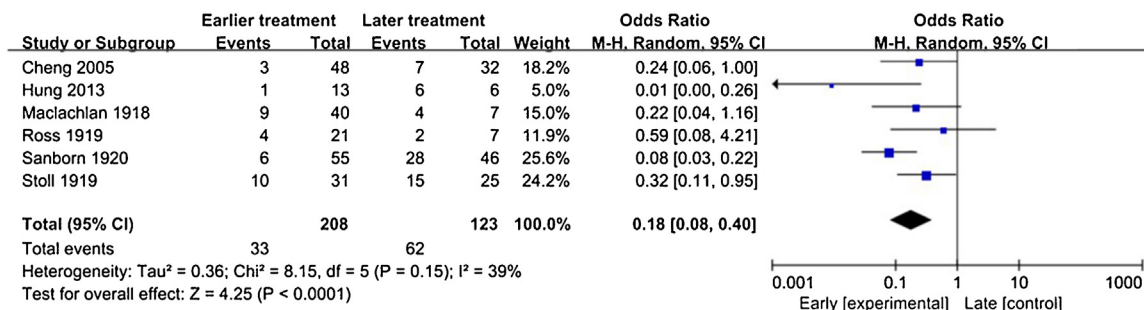 Earlier treatment Later treatment Odds Ratio Odds Ratio
Study or Subgroup Events Total Events Total Weight M-H. Random. 95% CI M-H. Random. 95% CI
Cheng 2005 3 48 7 32 18.2% 0.24 [0.06, 1.00]
Hung 2013 1 13 6 6 5.0% 0.01 [0.00, 0.26]
Maclachlan 1918 9 40 4 7 15.0% 0.22 [0.04, 1.16]
Ross 1919 4 21 2 7 11.9% 0.59 [0.08, 4.21]
Sanborn 1920 6 55 28 46 25.6% 0.08 [0.03, 0.22]
Stoll 1919 10 31 15 25 24.2% 0.32 [0.11, 0.95]
Total (95% CI) 208 123 100.0% 0.18 [0.08, 0.40]
Total events 33 62
Heterogeneity: Tau² = 0.36; Chi² = 8.15, df = 5 (P = 0.15); I² = 39%
Test for overall effect: Z = 4.25 (P < 0.0001)
0.001 0.1 1 10 1000
Early [experimental] Late [control]